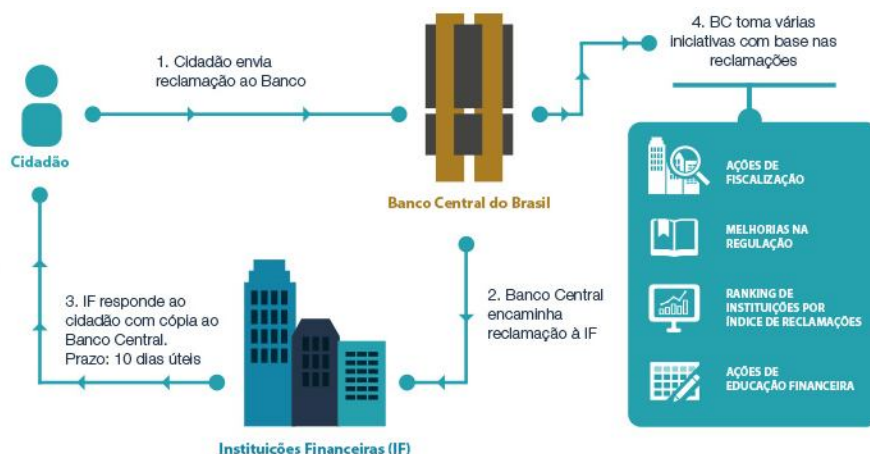 1. Cidadão envia
reclamação ao Banco
Cidadão
Banco Central do Brasil
2. Banco Central
encaminha
reclamação à IF
3. IF responde ao
cidadão com cópia ao
Banco Central.
Prazo: 10 dias úteis
Instituições Financeiras (IF)
4. BC toma várias
iniciativas com base nas
reclamações
AÇÕES DE
FISCALIZAÇÃO
MELHORIAS NA
REGULAÇÃO
RANKING DE
INSTITUIÇÕES POR
ÍNDICE DE RECLAMAÇÕES
AÇÕES DE
EDUCAÇÃO FINANCEIRA